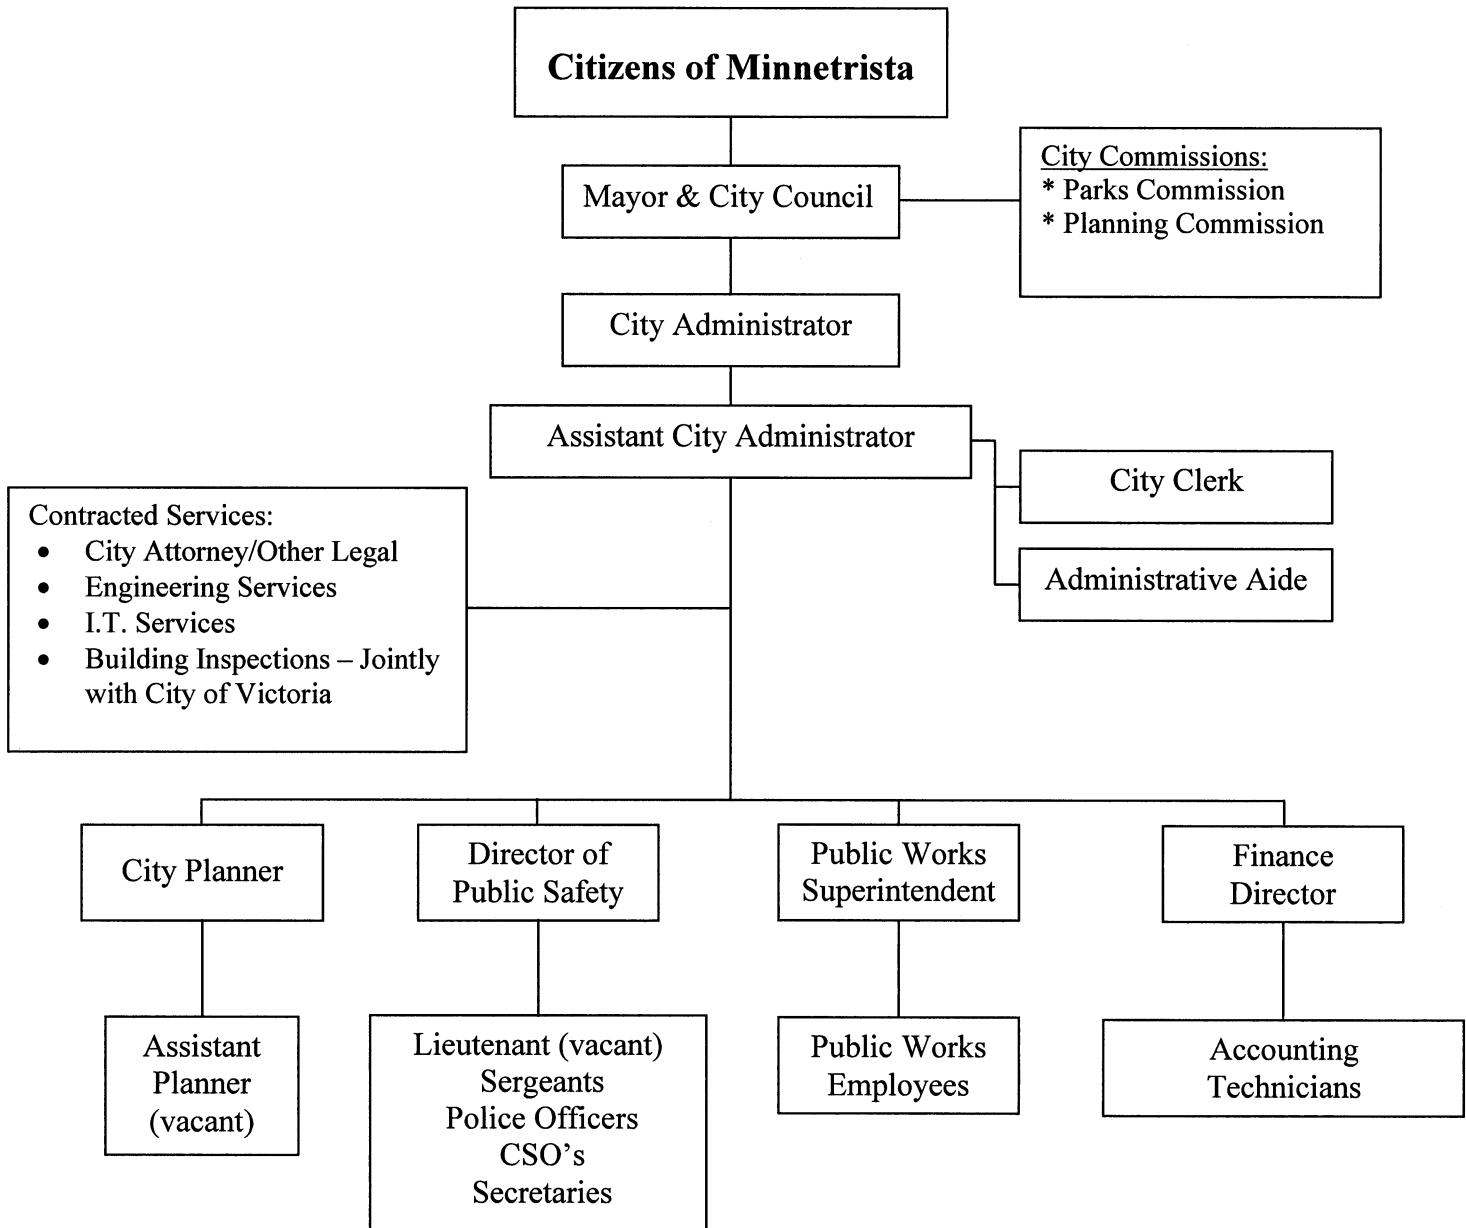 Citizens of Minnetrista
Mayor & City Council
City Commissions:
* Parks Commission
* Planning Commission
City Administrator
Assistant City Administrator
City Clerk
Administrative Aide
Contracted Services:
• City Attorney/Other Legal
• Engineering Services
• I.T. Services
• Building Inspections – Jointly
with City of Victoria
City Planner
Director of
Public Safety
Public Works
Superintendent
Finance
Director
Assistant
Planner
(vacant)
Lieutenant (vacant)
Sergeants
Police Officers
CSO's
Secretaries
Public Works
Employees
Accounting
Technicians